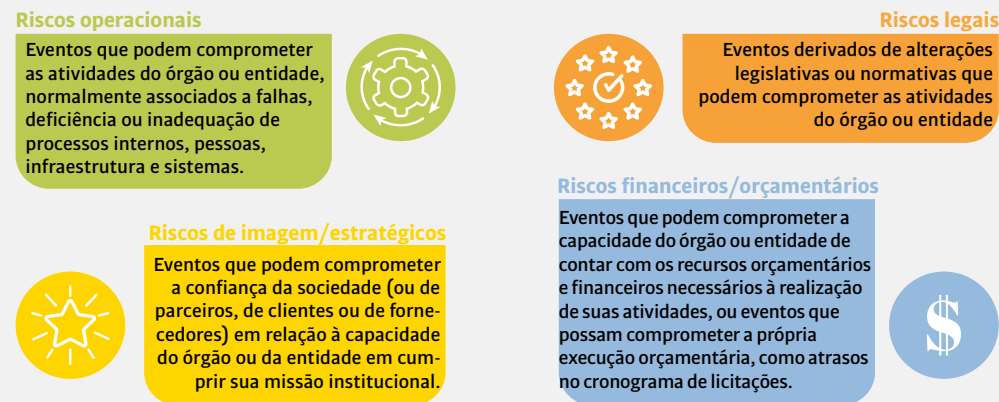 Riscos operacionais
Eventos que podem comprometer
as atividades do órgão ou entidade,
normalmente associados a falhas,
deficiência ou inadequação de
processos internos, pessoas,
infraestrutura e sistemas.
Riscos legais
Eventos derivados de alterações
legislativas ou normativas que
podem comprometer as atividades
do órgão ou entidade
Riscos de imagem/estratégicos
Eventos que podem comprometer
a confiança da sociedade (ou de
parceiros, de clientes ou de forne-
cedores) em relação à capacidade
do órgão ou da entidade em cum-
prir sua missão institucional.
Riscos financeiros/orçamentários
Eventos que podem comprometer a
capacidade do órgão ou entidade de
contar com os recursos orçamentários
e financeiros necessários à realização
de suas atividades, ou eventos que
possam comprometer a própria
execução orçamentária, como atrasos
no cronograma de licitações.
$